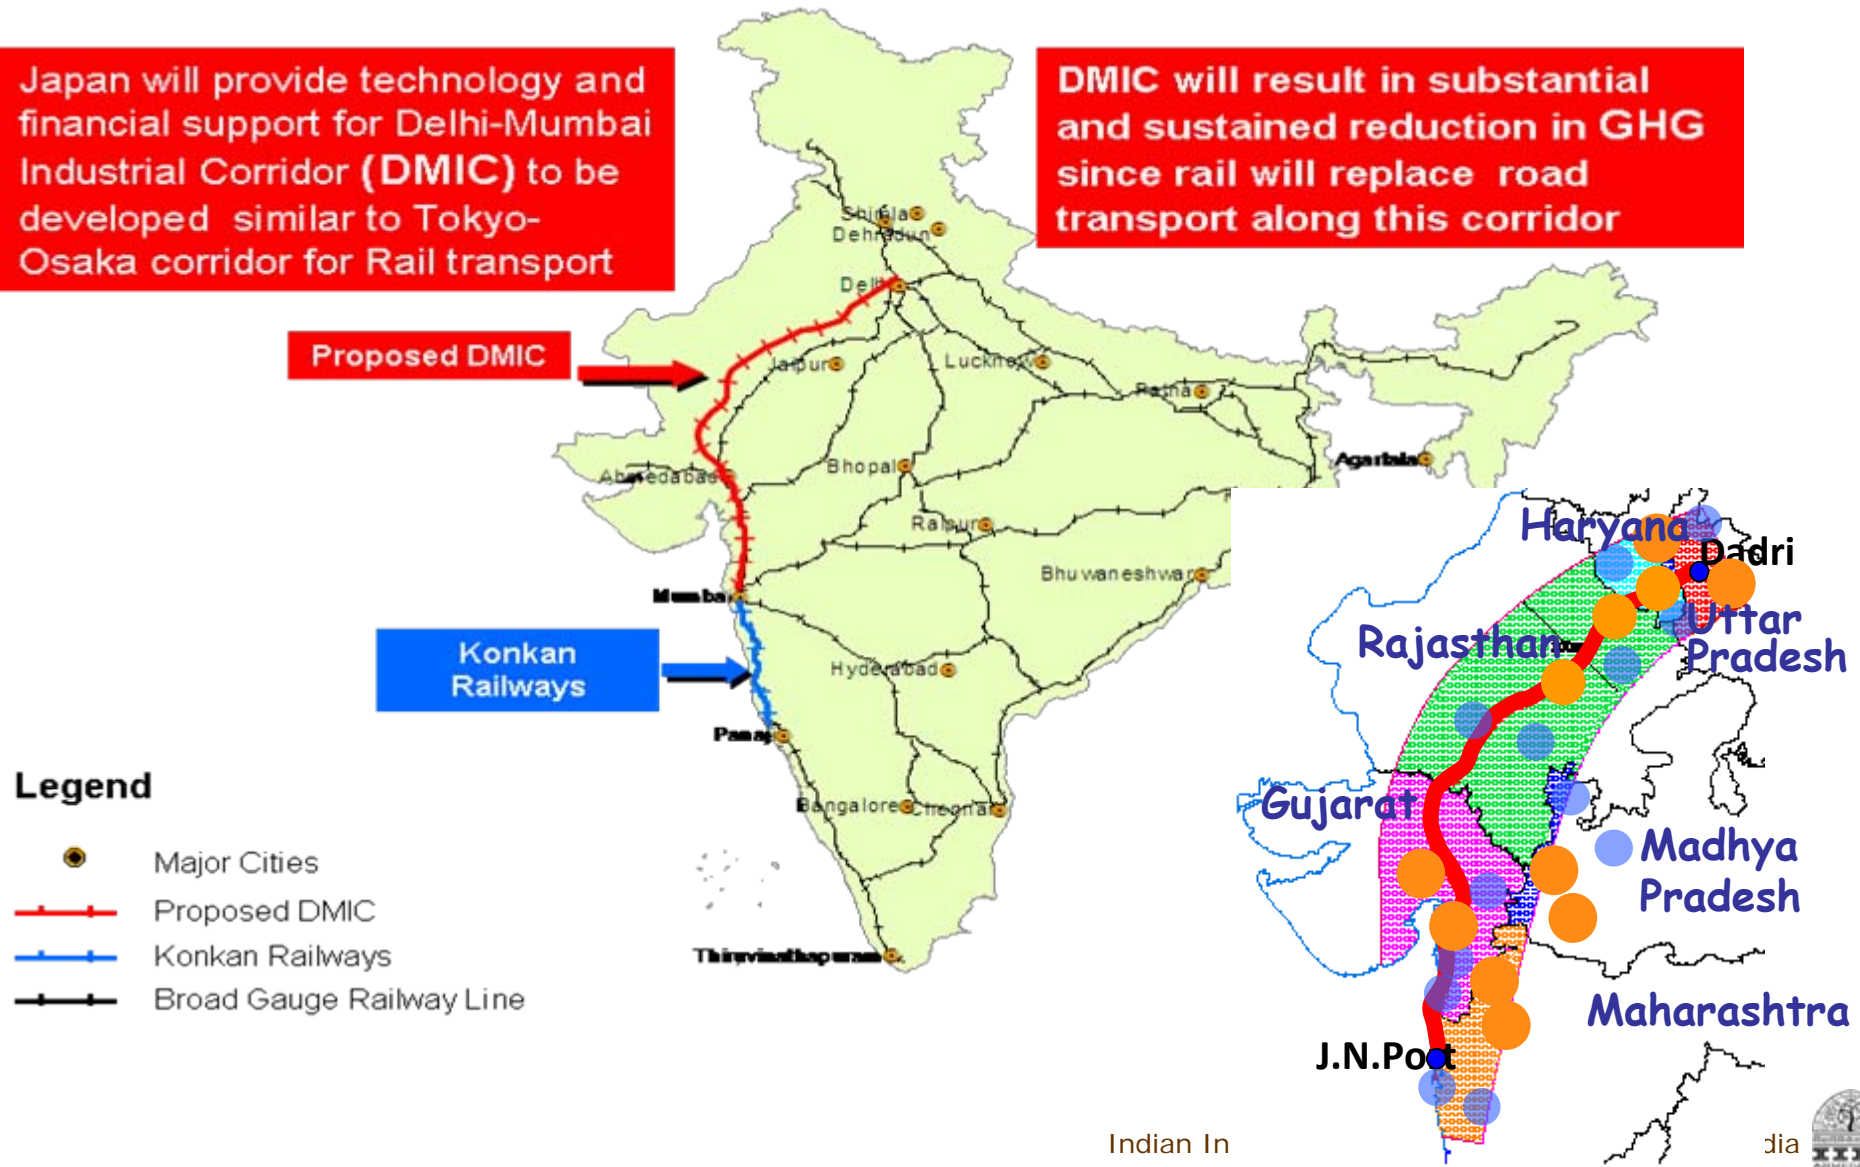 Japan will provide technology and
financial support for Delhi-Mumbai
Industrial Corridor (DMIC) to be
developed similar to Tokyo-
Osaka corridor for Rail transport
DMIC will result in substantial
and sustained reduction in GHG
since rail will replace road
transport along this corridor
Shimla
Dehradun
Delhi
Proposed DMIC
Jaipur
Lucknow
Patna
Ahmedabad
Bhopal
Agartala
Raipur
Bhuwaneshwar
Mumbai
Konkan
Railways
Hyderabad
Panaji
Bangalore
Chennai
Thiruvinathapuram
Legend
Major Cities
Proposed DMIC
Konkan Railways
Broad Gauge Railway Line
Haryana
Dadri
Uttar
Pradesh
Rajasthan
Gujarat
Madhya
Pradesh
Maharashtra
J.N.Port
Indian In
dia